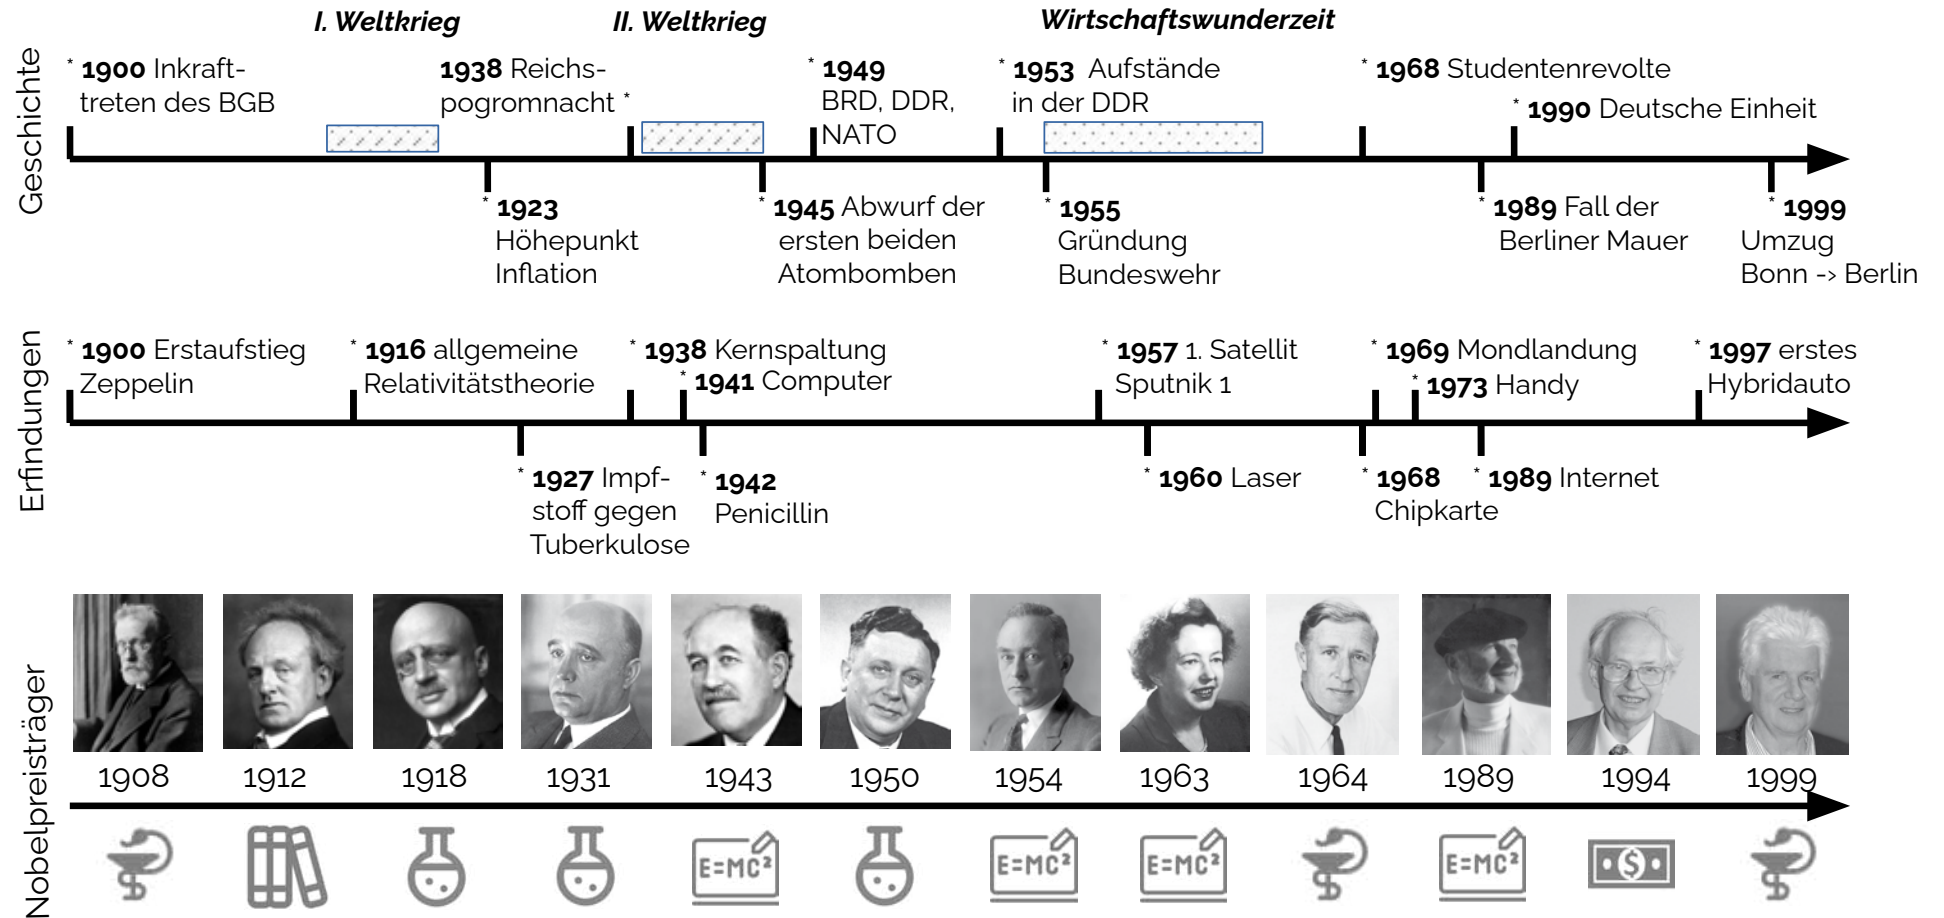 I. Weltkrieg
II. Weltkrieg
Wirtschaftswunderzeit
Geschichte
* 1900 Inkraft-
treten des BGB
1938 Reichs-
pogromnacht *
* 1949
BRD, DDR,
NATO
* 1953 Aufstände
in der DDR
* 1968 Studentenrevolte
* 1990 Deutsche Einheit
* 1923
Höhepunkt
Inflation
* 1945 Abwurf der
ersten beiden
Atombomben
* 1955
Gründung
Bundeswehr
* 1989 Fall der
Berliner Mauer
* 1999
Umzug
Bonn -> Berlin
Erfindungen
* 1900 Erstaufstieg
Zeppelin
* 1916 allgemeine
Relativitätstheorie
* 1938 Kernspaltung
* 1941 Computer
* 1957 1. Satellit
Sputnik 1
* 1969 Mondlandung
* 1973 Handy
* 1997 erstes
Hybridauto
* 1927 Impf-
stoff gegen
Tuberkulose
* 1942
Penicillin
* 1960 Laser
* 1968
Chipkarte
* 1989 Internet
Nobelpreisträger
1908
1912
1918
1931
1943
1950
1954
1963
1964
1989
1994
1999
E=MC²
E=MC²
E=MC²
E=MC²
$